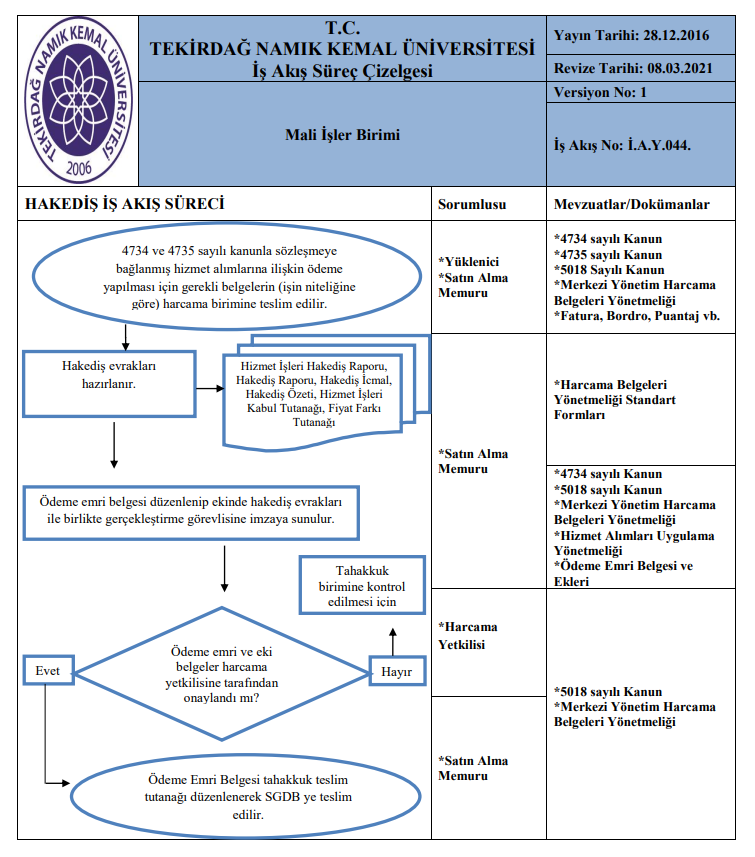 TEKİRDAĞ NAMIK KEMAL ÜNİVERSİTESİ
2006
T.C.
TEKİRDAĞ NAMIK KEMAL ÜNİVERSİTESİ
İş Akış Süreç Çizelgesi
Mali İşler Birimi
Yayın Tarihi: 28.12.2016
Revize Tarihi: 08.03.2021
Versiyon No: 1
İş Akış No: İ.A.Y.044.
HAKEDİŞ İŞ AKIŞ SÜRECİ
Sorumlusu
Mevzuatlar/Dokümanlar
4734 ve 4735 sayılı kanunla sözleşmeye
bağlanmış hizmet alımlarına ilişkin ödeme
yapılması için gerekli belgelerin (işin niteliğine
göre) harcama birimine teslim edilir.
*Yüklenici
*Satın Alma
Memuru
*4734 sayılı Kanun
*4735 sayılı Kanun
*5018 Sayılı Kanun
*Merkezi Yönetim Harcama
Belgeleri Yönetmeliği
*Fatura, Bordro, Puantaj vb.
Hakediş evrakları
hazırlanır.
Hizmet İşleri Hakediş Raporu,
Hakediş Raporu, Hakediş İcmal,
Hakediş Özeti, Hizmet İşleri
Kabul Tutanağı, Fiyat Farkı
Tutanağı
*Satın Alma
Memuru
*Harcama Belgeleri
Yönetmeliği Standart
Formları
Ödeme emri belgesi düzenlenip ekinde hakediş evrakları
ile birlikte gerçekleştirme görevlisine imzaya sunulur.
*4734 sayılı Kanun
*5018 sayılı Kanun
*Merkezi Yönetim Harcama
Belgeleri Yönetmeliği
*Hizmet Alımları Uygulama
Yönetmeliği
*Ödeme Emri Belgesi ve
Ekleri
Tahakkuk
birimine kontrol
edilmesi için
Ödeme emri ve eki
belgeler harcama
yetkilisine tarafından
onaylandı mı?
Evet
Hayır
*Harcama
Yetkilisi
*5018 sayılı Kanun
*Merkezi Yönetim Harcama
Belgeleri Yönetmeliği
Ödeme Emri Belgesi tahakkuk teslim
tutanağı düzenlenerek SGDB ye teslim
edilir.
*Satın Alma
Memuru